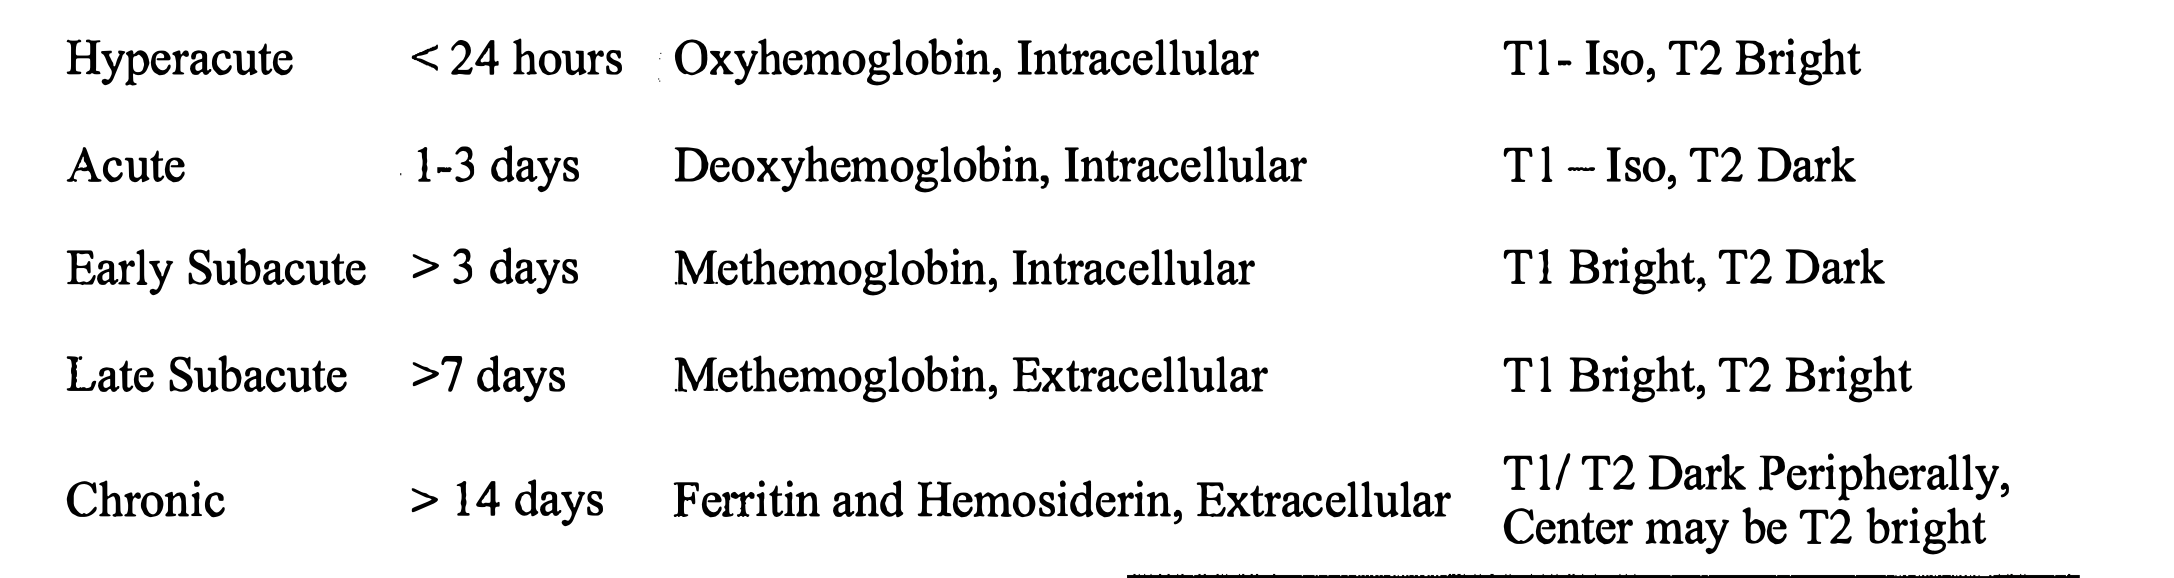 Hyperacute < 24 hours Oxyhemoglobin, Intracellular T1- Iso, T2 Bright
Acute 1-3 days Deoxyhemoglobin, Intracellular T1 – Iso, T2 Dark
Early Subacute > 3 days Methemoglobin, Intracellular T1 Bright, T2 Dark
Late Subacute >7 days Methemoglobin, Extracellular T1 Bright, T2 Bright
Chronic > 14 days Ferritin and Hemosiderin, Extracellular T1/ T2 Dark Peripherally,
Center may be T2 bright